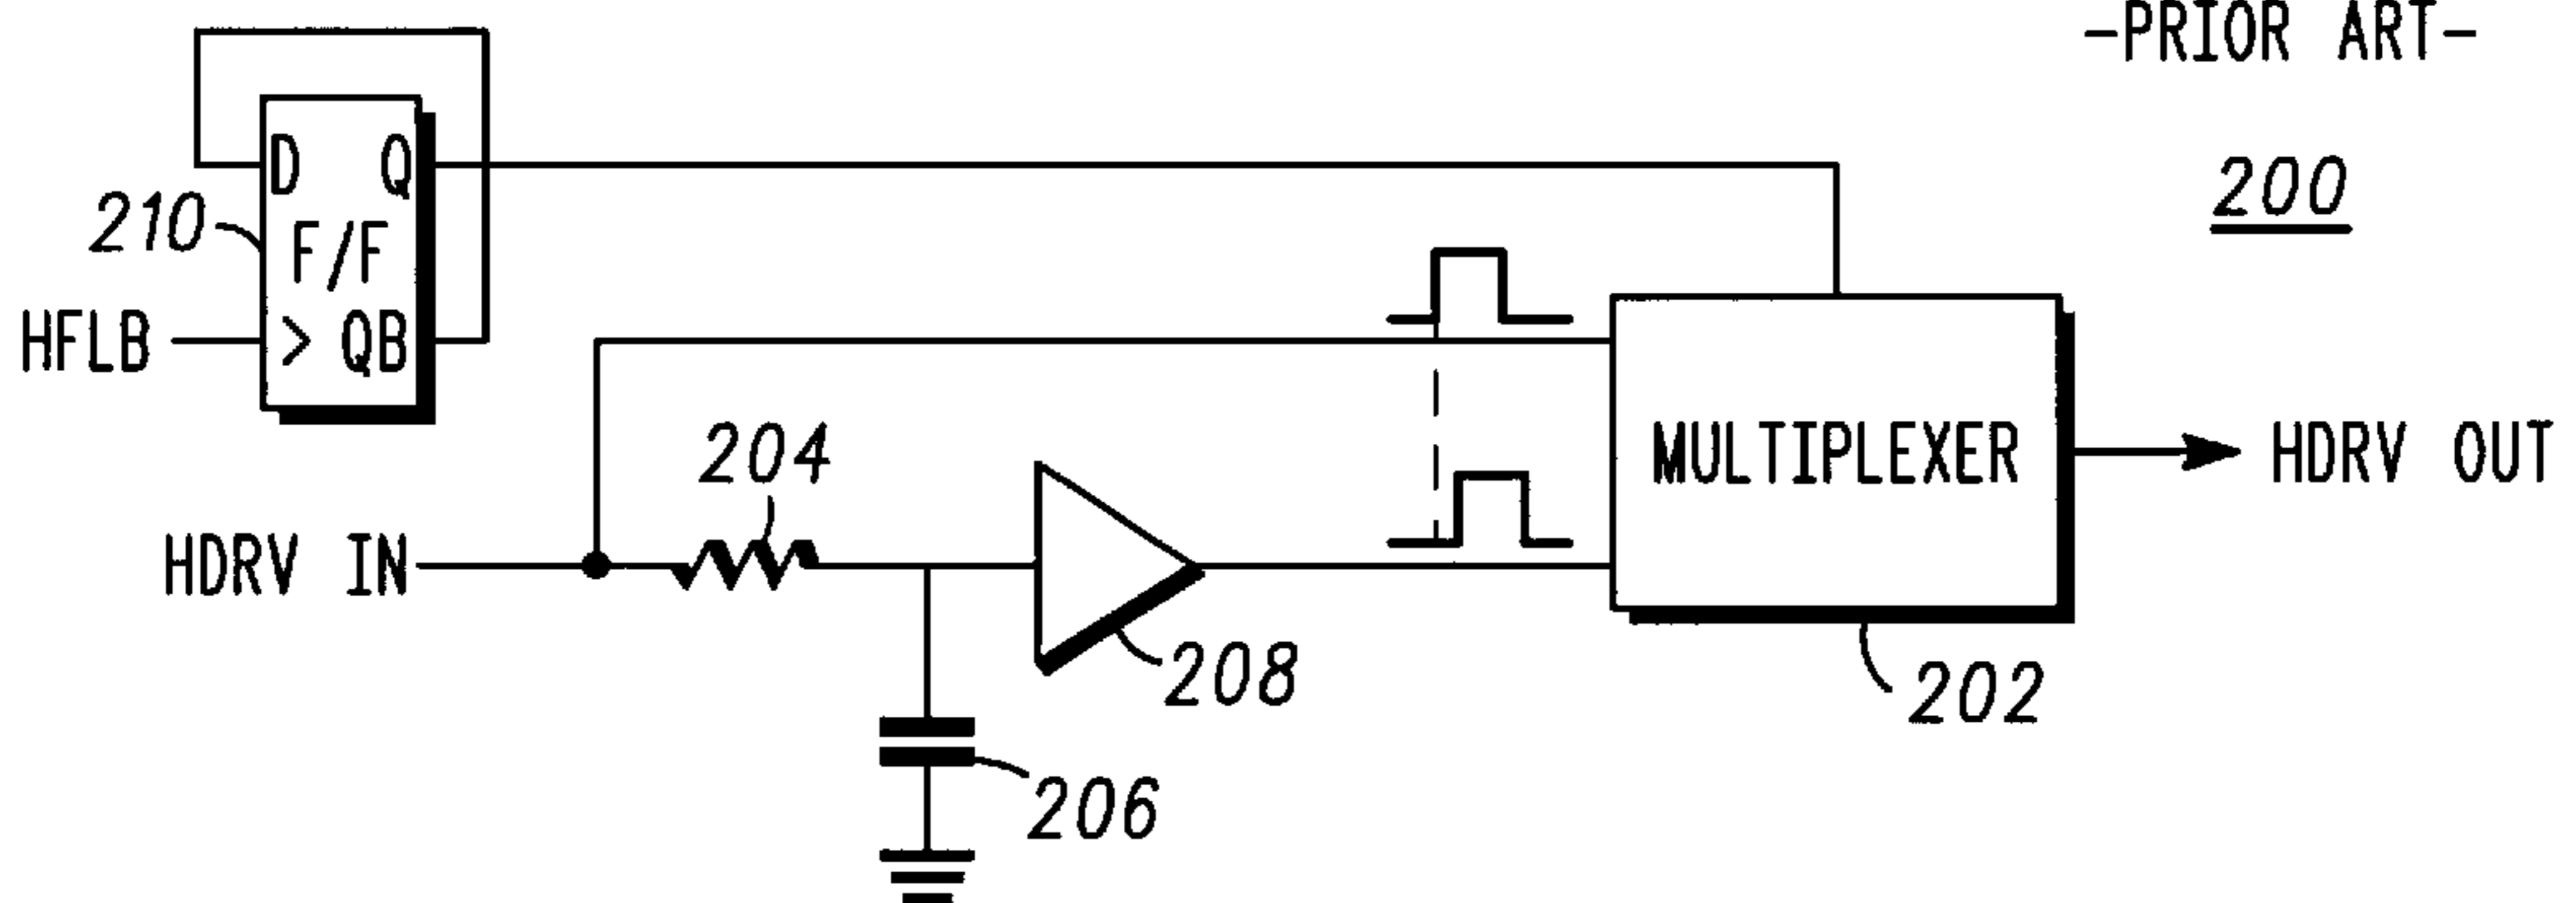 -PRIOR ART-
200
D Q
210
F/F
HFLB
> QB
204
MULTIPLEXER
HDRV OUT
HDRV IN
208
202
206